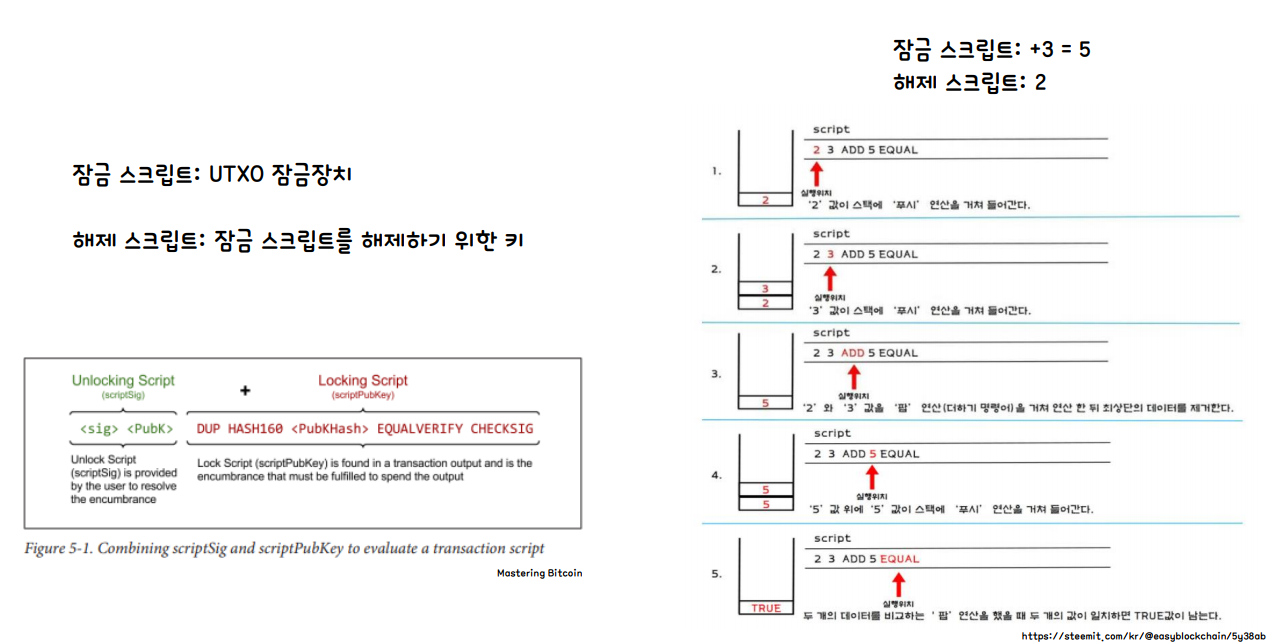 잠금 스크립트: UTXO 잠금장치
해제 스크립트: 잠금 스크립트를 해제하기 위한 키
Unlocking Script
(scriptSig)
+
Locking Script
(scriptPubKey)
<sig> <PubK>
DUP HASH160 <PubKHash> EQUALVERIFY CHECKSIG
Unlock Script
(scriptSig) is provided
by the user to resolve
the encumbrance
Lock Script (scriptPubKey) is found in a transaction output and is the
encumbrance that must be fulfilled to spend the output
Figure 5-1. Combining scriptSig and scriptPubKey to evaluate a transaction script
Mastering Bitcoin
잠금 스크립트: +3 = 5
해제 스크립트: 2
1.
2
script
2 3 ADD 5 EQUAL
실행위치
'2' 값이 스택에 '푸시' 연산을 거쳐 들어간다.
2.
3
2
script
2 3 ADD 5 EQUAL
실행위치
'3' 값이 스택에 '푸시' 연산을 거쳐 들어간다.
3.
5
script
2 3 ADD 5 EQUAL
실행위치
'2' 와 '3' 값을 '팝' 연산(더하기 명령어)을 거쳐 연산 한 뒤 최상단의 데이터를 제거한다.
4.
5
5
script
2 3 ADD 5 EQUAL
실행위치
'5' 값 위에 '5' 값이 스택에 '푸시' 연산을 거쳐 들어간다.
5.
TRUE
script
2 3 ADD 5 EQUAL
실행위치
두 개의 데이터를 비교하는 ' 팝' 연산을 했을 때 두 개의 값이 일치하면 TRUE값이 남는다.
https://steemit.com/kr/@easyblockchain/5y38ab